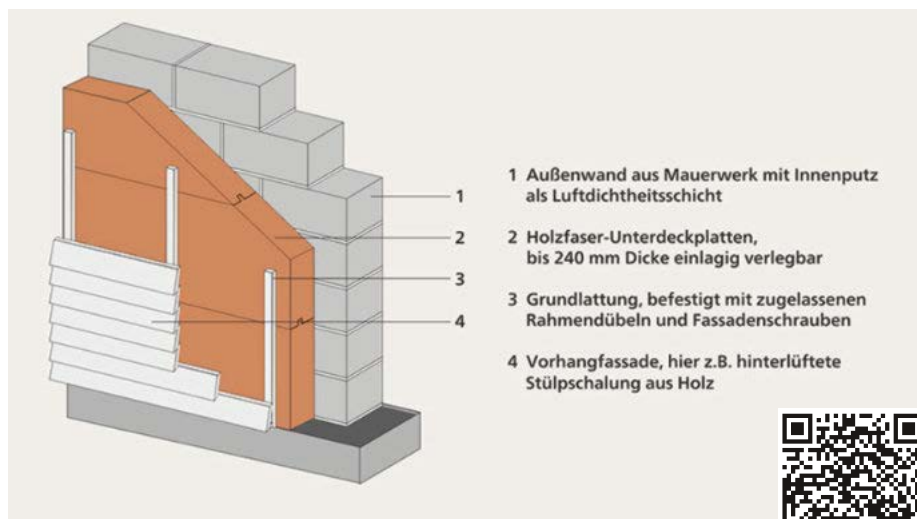 1
2
3
4
1 Außenwand aus Mauerwerk mit Innenputz
als Luftdichtheitsschicht
2 Holzfaser-Unterdeckplatten,
bis 240 mm Dicke einlagig verlegbar
3 Grundlattung, befestigt mit zugelassenen
Rahmendübeln und Fassadenschrauben
4 Vorhangfassade, hier z.B. hinterlüftete
Stülpschalung aus Holz